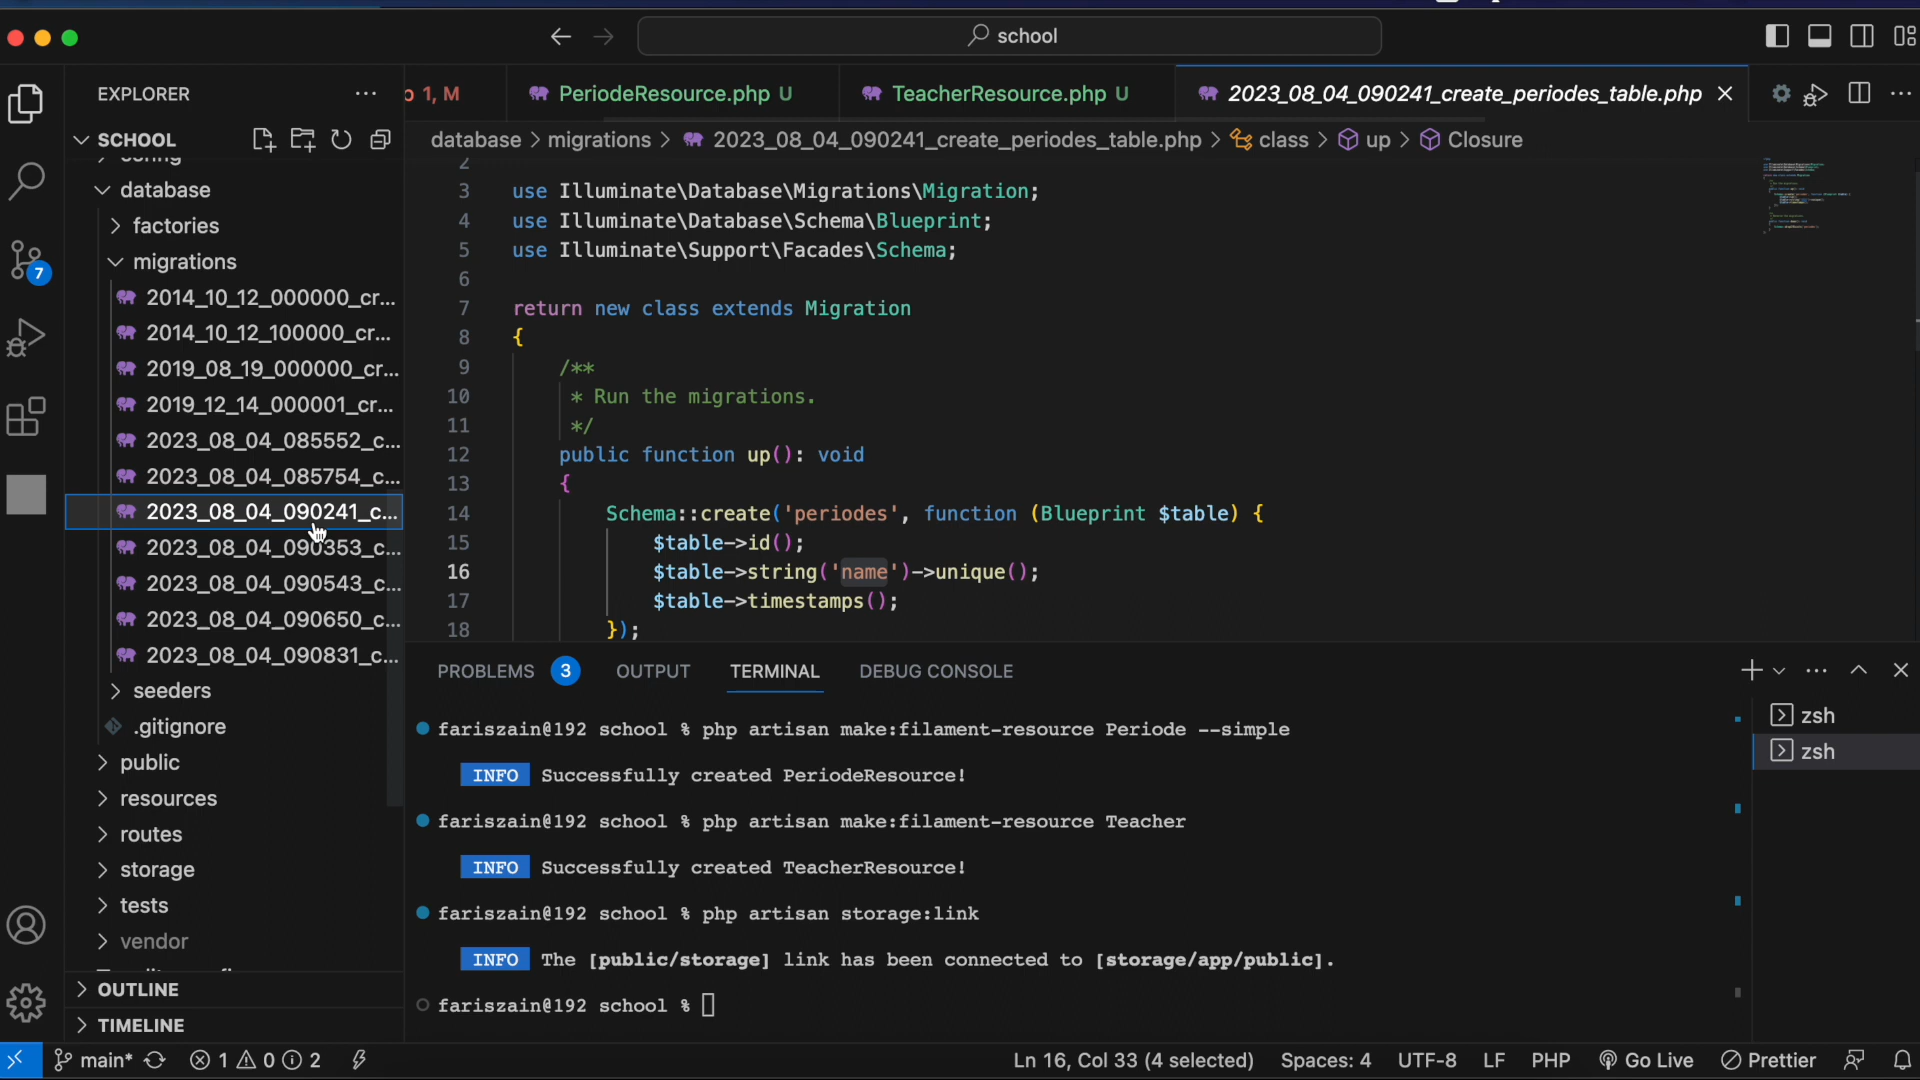 school
EXPLORER
1, M
PeriodeResource.php U
TeacherResource.php U
2023_08_04_090241_create_periodes_table.php
SCHOOL
database > migrations > 2023_08_04_090241_create_periodes_table.php > class > up > Closure
config
database
factories
migrations
2014_10_12_000000_cr...
2014_10_12_100000_cr...
2019_08_19_000000_cr...
2019_12_14_000001_cr...
2023_08_04_085552_c...
2023_08_04_085754_c...
2023_08_04_090241_c...
2023_08_04_090353_c...
2023_08_04_090543_c...
2023_08_04_090650_c...
2023_08_04_090831_c...
seeders
.gitignore
public
resources
routes
storage
tests
vendor
OUTLINE
TIMELINE
7
2
3 use Illuminate\Database\Migrations\Migration;
4 use Illuminate\Database\Schema\Blueprint;
5 use Illuminate\Support\Facades\Schema;
6
7 return new class extends Migration
8 {
9 /**
10 * Run the migrations.
11 */
12 public function up(): void
13 {
14 Schema::create('periodes', function (Blueprint $table) {
15 $table->id();
16 $table->string('name')->unique();
17 $table->timestamps();
18 });
PROBLEMS 3 OUTPUT TERMINAL DEBUG CONSOLE
fariszain@192 school % php artisan make:filament-resource Periode --simple
INFO Successfully created PeriodeResource!
fariszain@192 school % php artisan make:filament-resource Teacher
INFO Successfully created TeacherResource!
fariszain@192 school % php artisan storage:link
INFO The [public/storage] link has been connected to [storage/app/public].
fariszain@192 school %
zsh
zsh
main* 1 0 2
Ln 16, Col 33 (4 selected) Spaces: 4 UTF-8 LF PHP Go Live Prettier